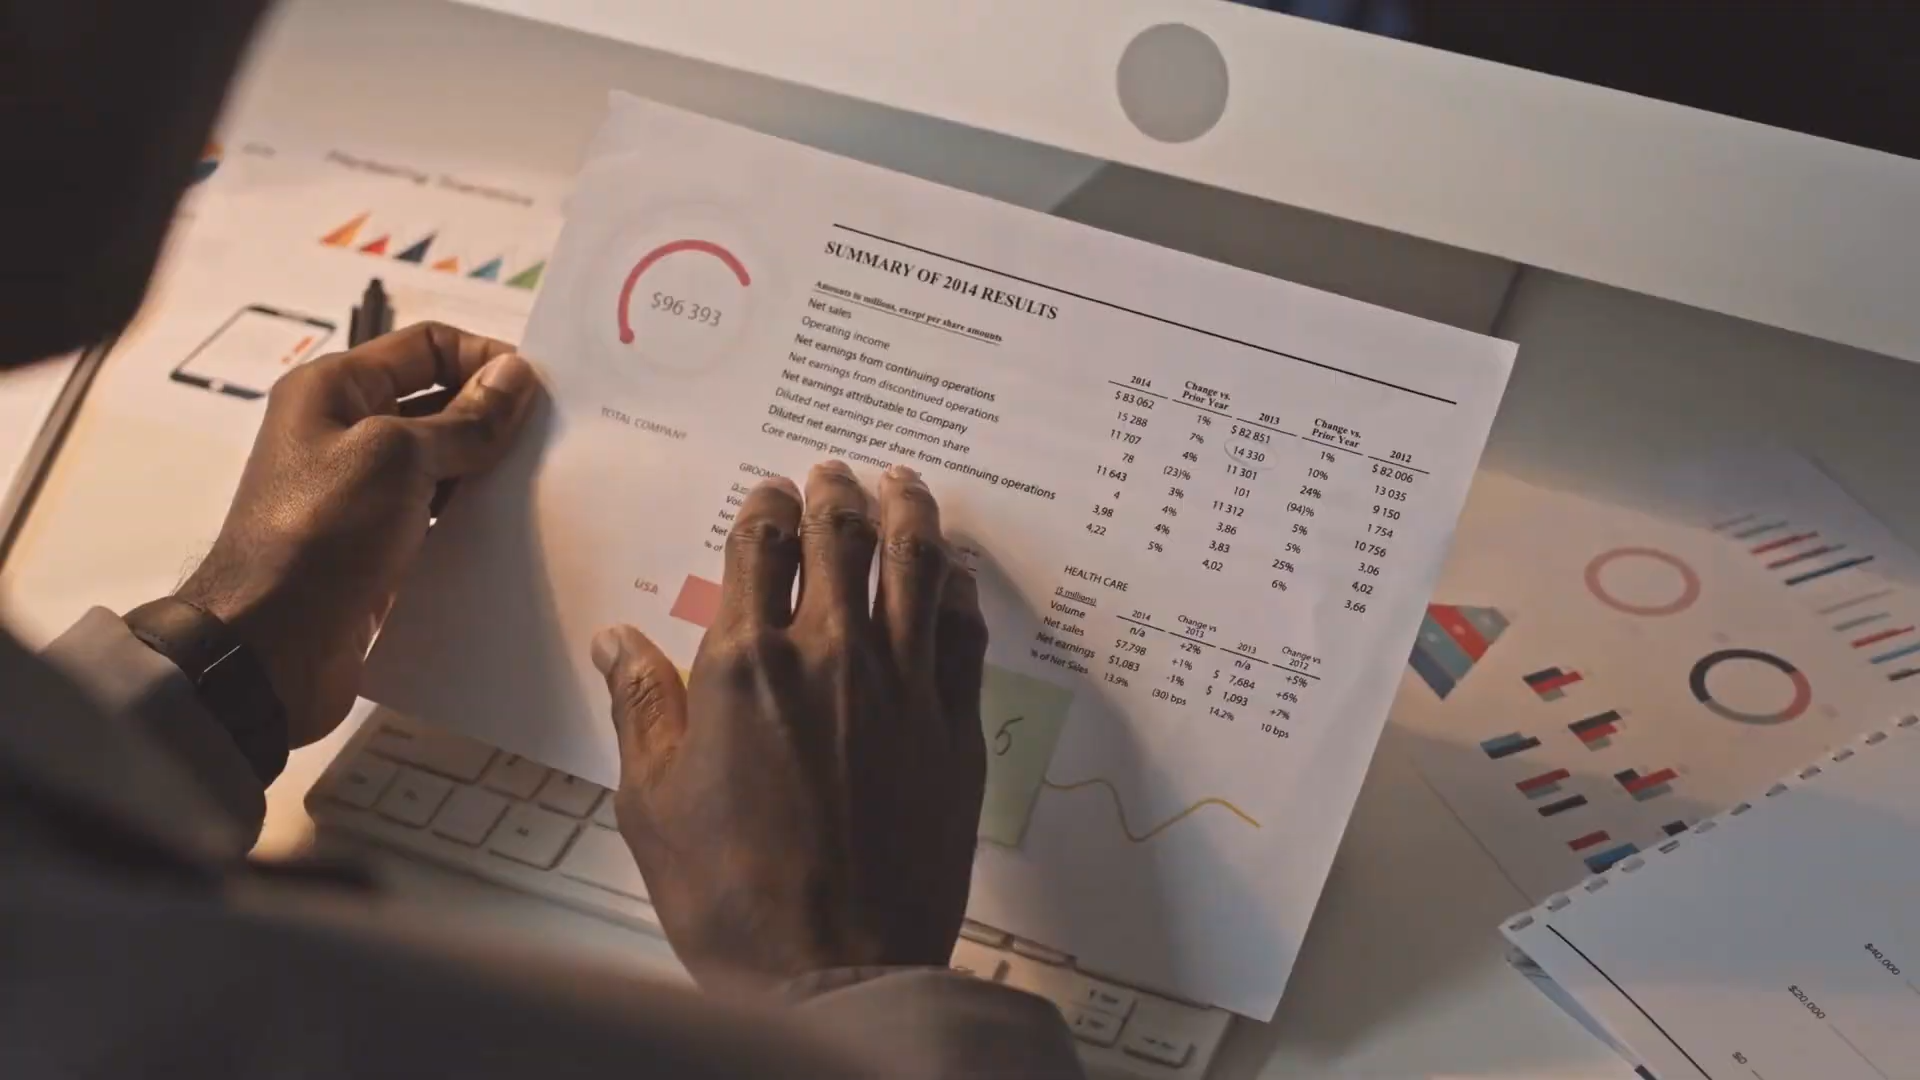 Marketing Overview
$96 393
TOTAL COMPANY
USA
SUMMARY OF 2014 RESULTS
Amounts in millions, except per share amounts
Net sales
Operating income
Net earnings from continuing operations
Net earnings from discontinued operations
Net earnings attributable to Company
Diluted net earnings per common share
Diluted net earnings per share from continuing operations
Core earnings per common
2014 Change vs. Prior Year 2013 Change vs. Prior Year 2012
$ 83 062 1% $ 82 851 1% $ 82 006
15 288 7% 14 330 10% 13 035
11 707 4% 11 301 24% 9 150
78 (23)% 101 (94)% 1 754
11 643 3% 11 312 5% 10 756
4 4% 3,86 5% 3,06
3,98 4% 3,83 25% 4,02
4,22 5% 4,02 6% 3,66
Net
Net
% of
HEALTH CARE
($ millions) 2014 Change vs 2013 2013 Change vs 2012
Volume n/a +2% n/a +5%
Net sales $7,798 +1% $ 7,684 +6%
Net earnings $1,083 -1% $ 1,093 +7%
% of Net Sales 13.9% (30) bps 14.2% 10 bps
6
$40,000
$20,000
$0